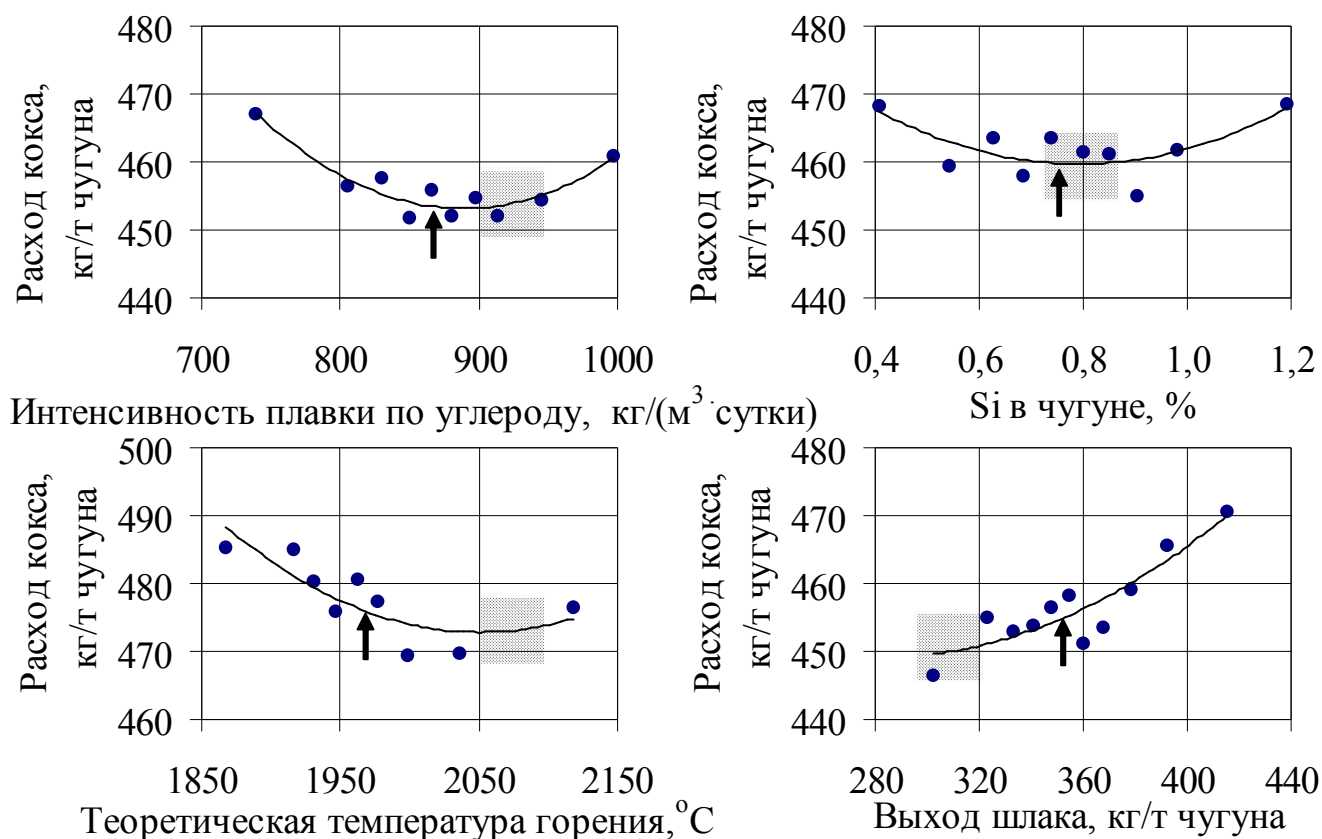 Расход кокса,
кг/т чугуна
480
470
460
450
440
700 800 900 1000
Интенсивность плавки по углероду, кг/(м³·сутки)
Расход кокса,
кг/т чугуна
480
470
460
450
440
0,4 0,6 0,8 1,0 1,2
Si в чугуне, %
Расход кокса,
кг/т чугуна
500
490
480
470
460
1850 1950 2050 2150
Теоретическая температура горения,°С
Расход кокса,
кг/т чугуна
480
470
460
450
440
280 320 360 400 440
Выход шлака, кг/т чугуна